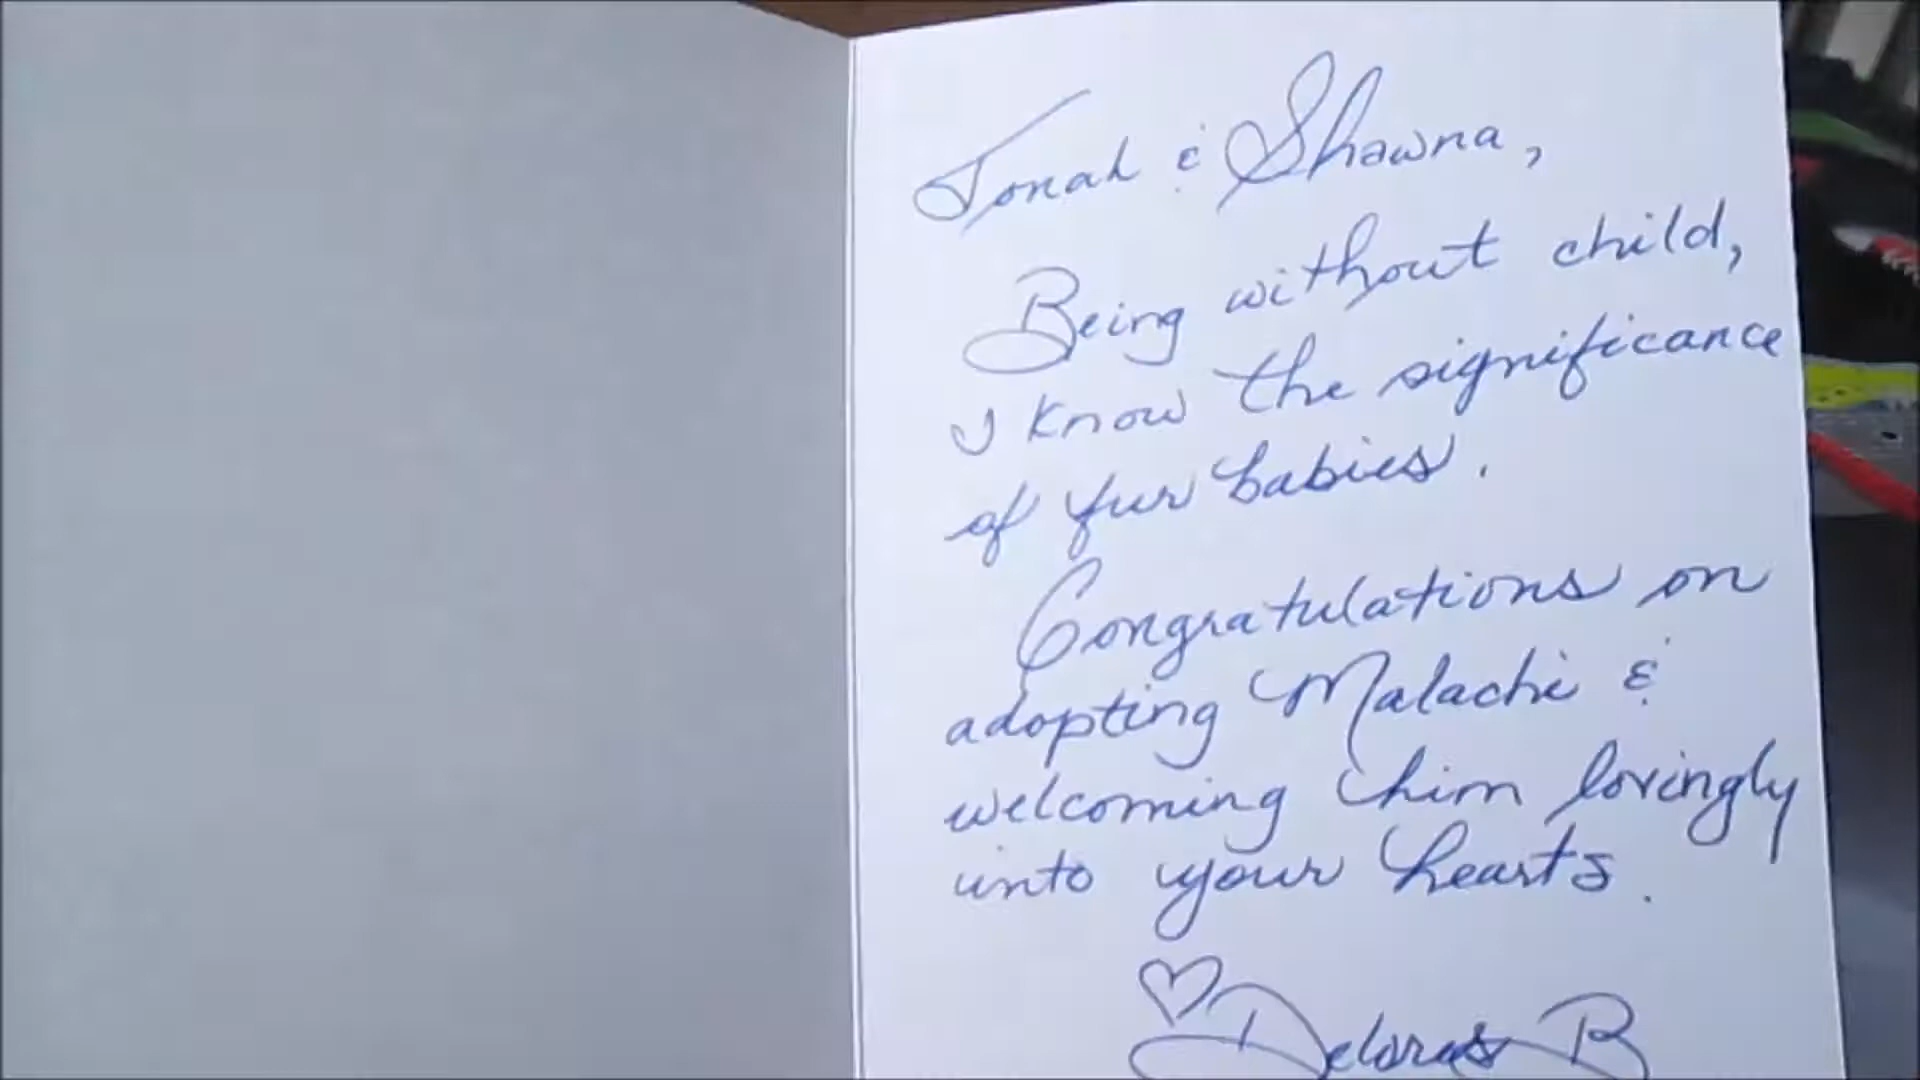 Jonah & Shawna,
Being without child,
I know the significance
of fur babies.
Congratulations on
adopting Malachi &
welcoming him lovingly
into your hearts.
♡ Deloras B